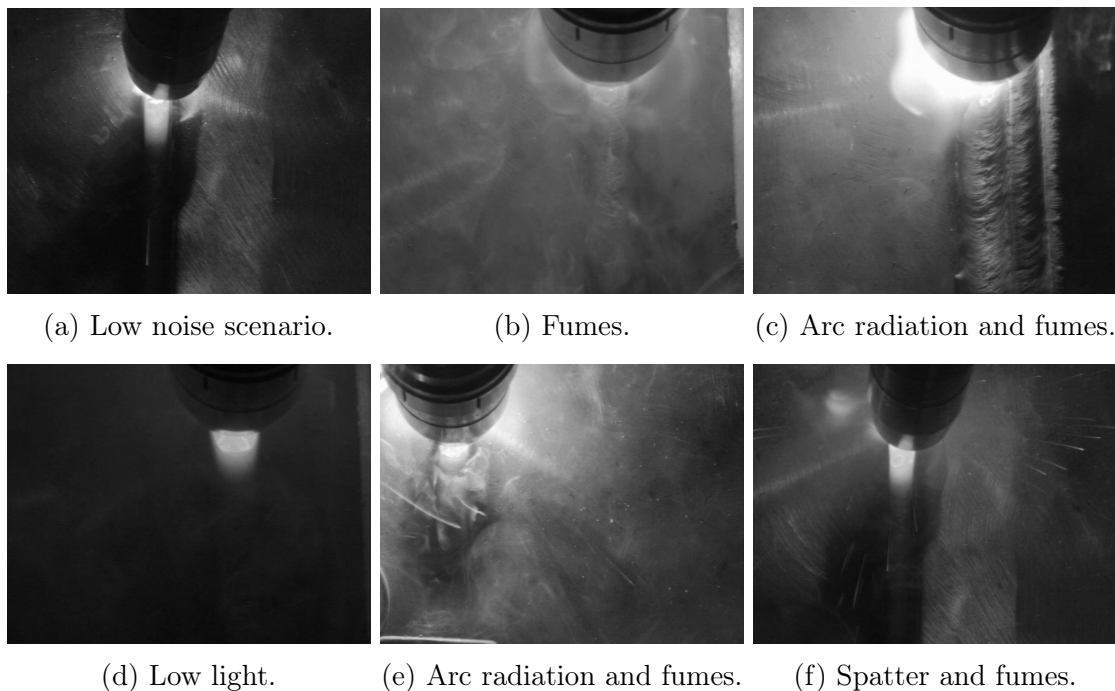 (a) Low noise scenario.
(b) Fumes.
(c) Arc radiation and fumes.
(d) Low light.
(e) Arc radiation and fumes.
(f) Spatter and fumes.